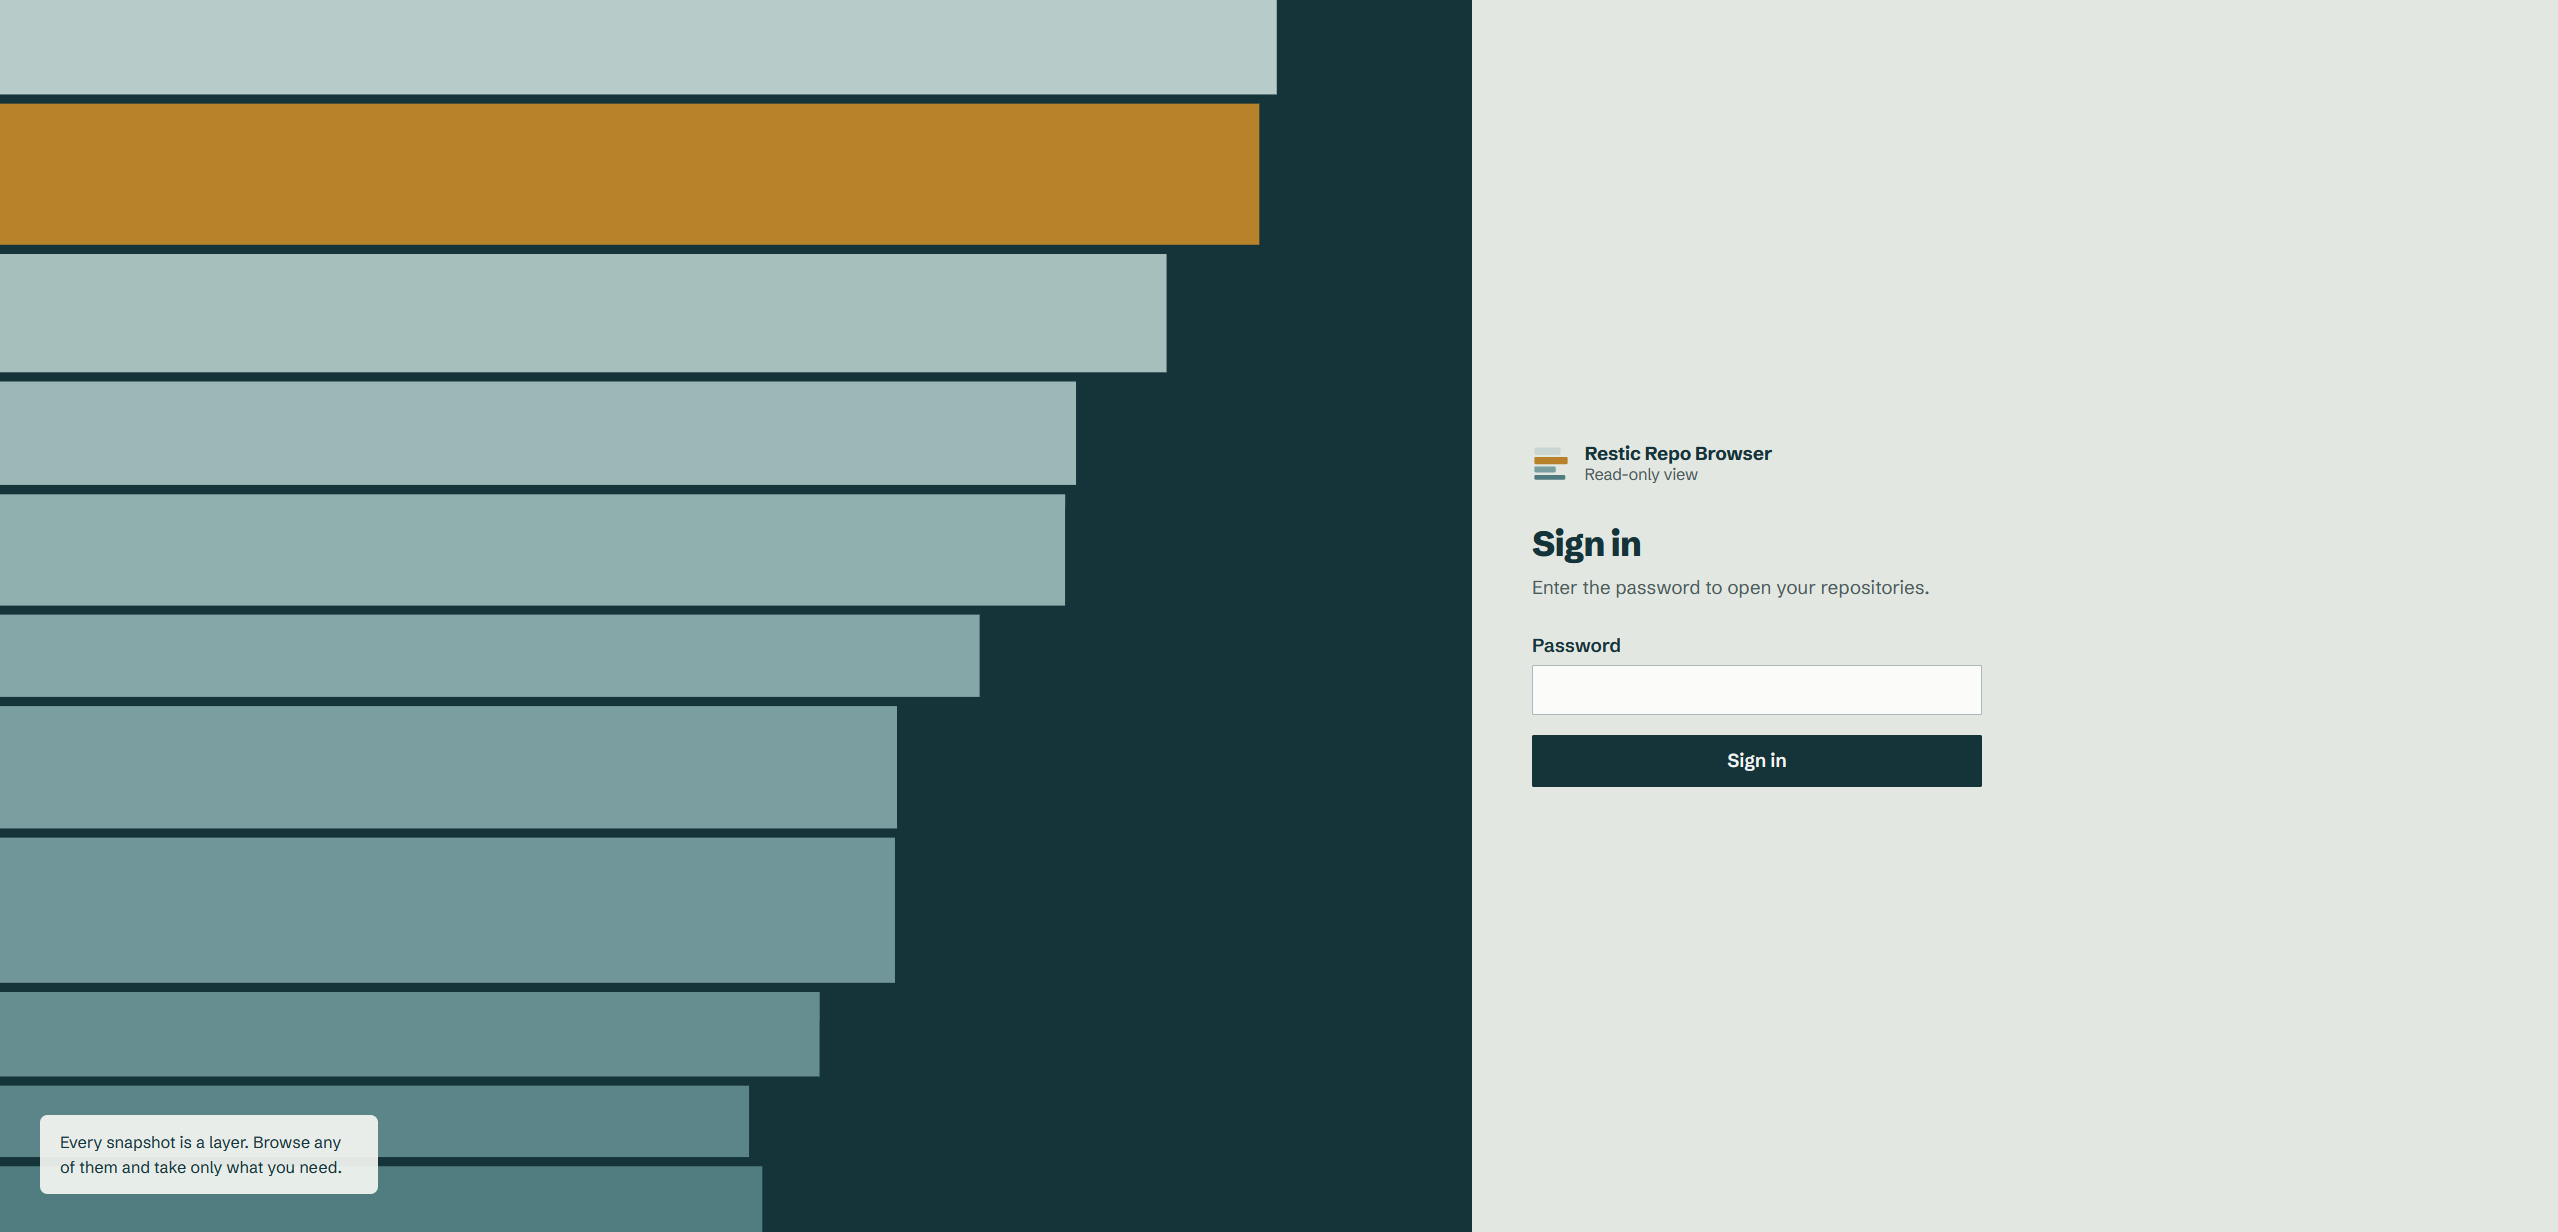 Restic Repo Browser
Read-only view
Sign in
Enter the password to open your repositories.
Password
Sign in
Every snapshot is a layer. Browse any
of them and take only what you need.